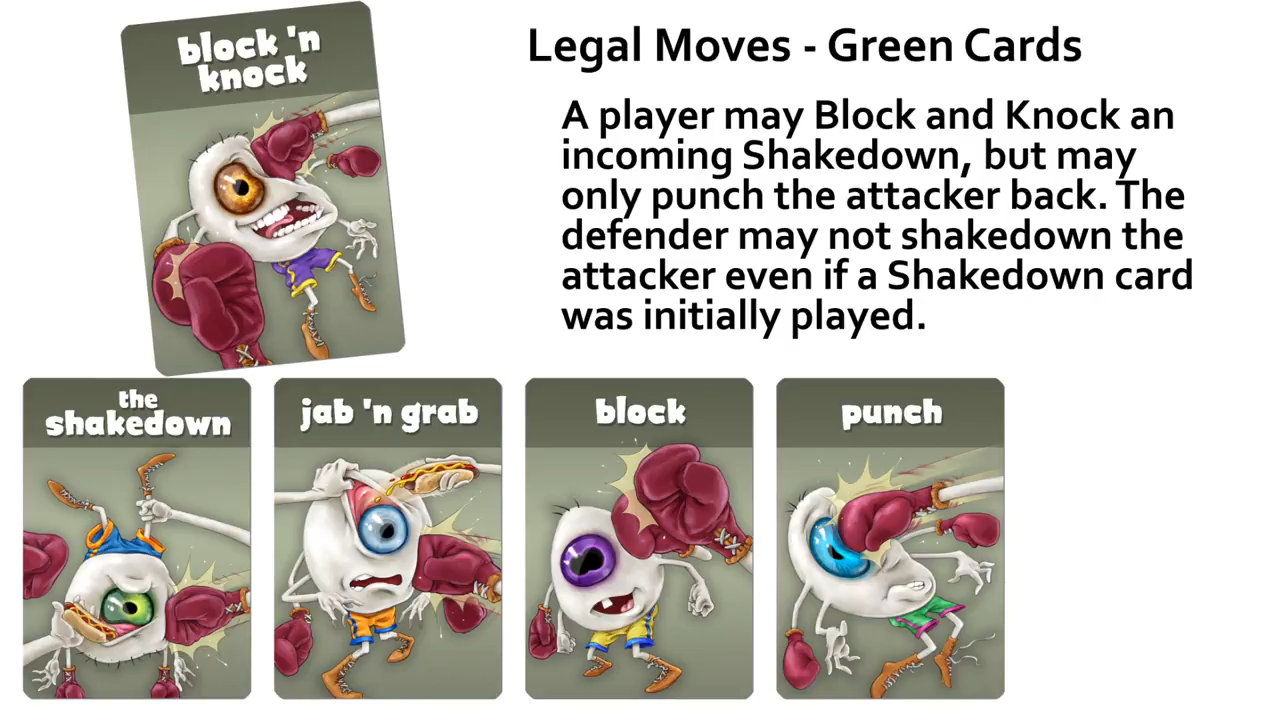 block 'n
knock
Legal Moves - Green Cards
A player may Block and Knock an
incoming Shakedown, but may
only punch the attacker back. The
defender may not shakedown the
attacker even if a Shakedown card
was initially played.
the
shakedown
jab 'n grab
block
punch